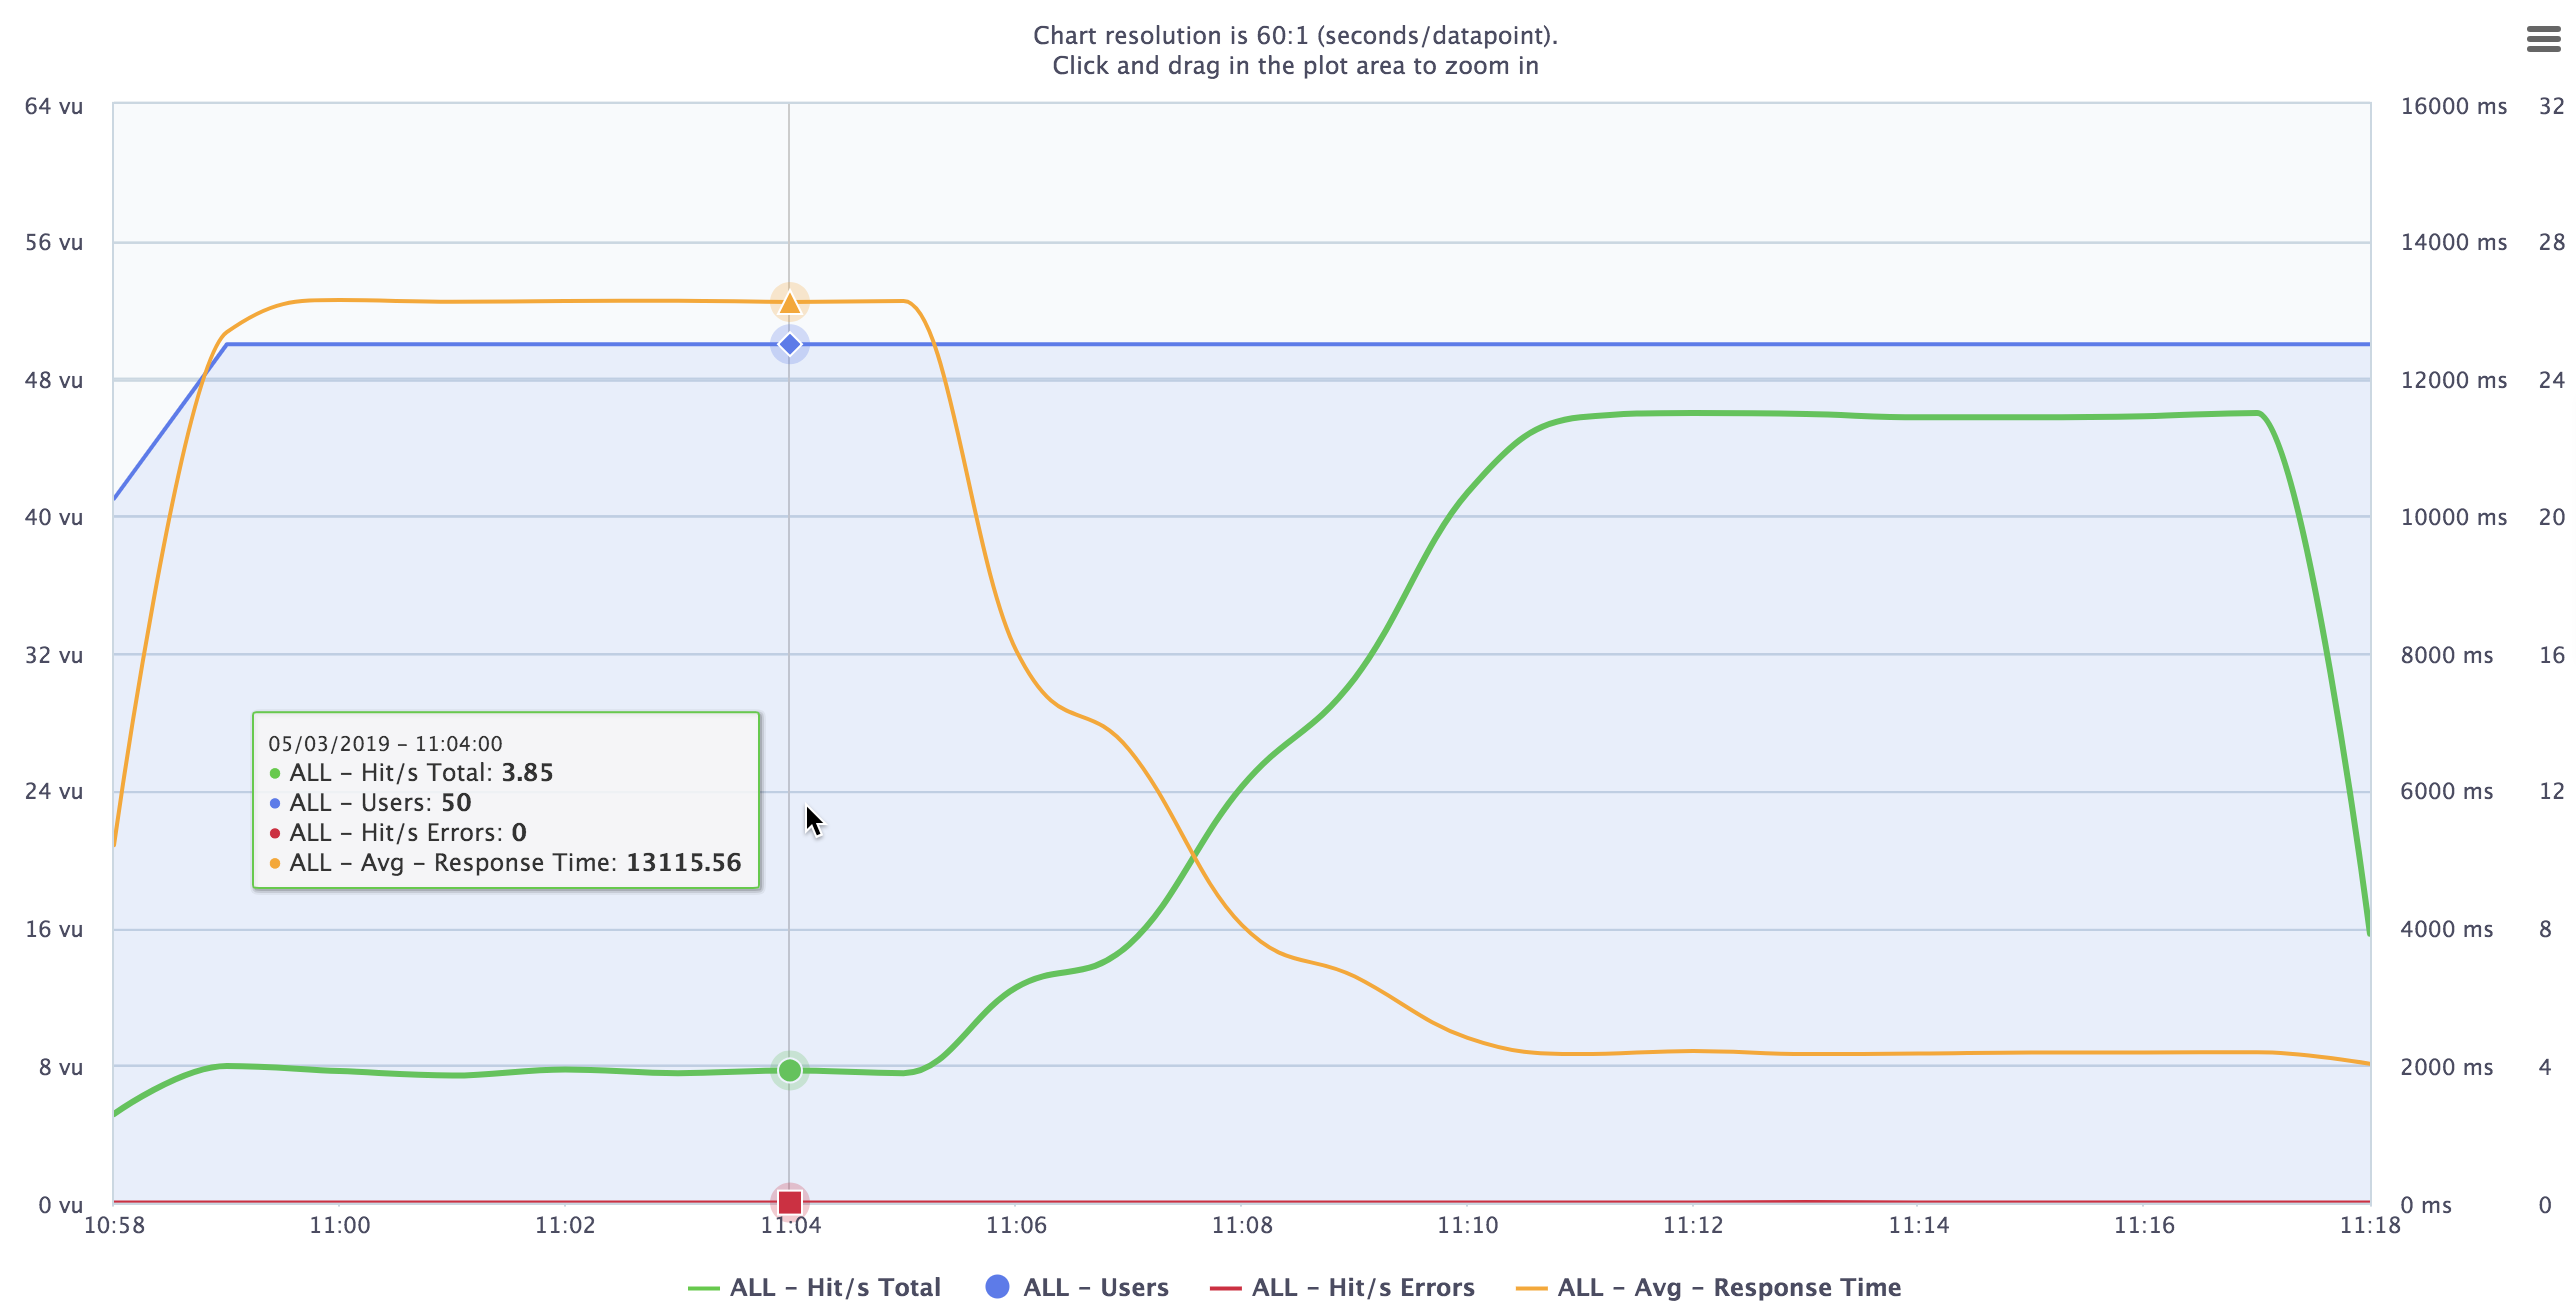 Chart resolution is 60:1 (seconds/datapoint).
Click and drag in the plot area to zoom in
64 vu
56 vu
48 vu
40 vu
32 vu
24 vu
16 vu
8 vu
0 vu
16000 ms 32
14000 ms 28
12000 ms 24
10000 ms 20
8000 ms 16
6000 ms 12
4000 ms 8
2000 ms 4
0 ms 0
05/03/2019 – 11:04:00
ALL – Hit/s Total: 3.85
ALL – Users: 50
ALL – Hit/s Errors: 0
ALL – Avg – Response Time: 13115.56
10:58 11:00 11:02 11:04 11:06 11:08 11:10 11:12 11:14 11:16 11:18
ALL – Hit/s Total ALL – Users ALL – Hit/s Errors ALL – Avg – Response Time